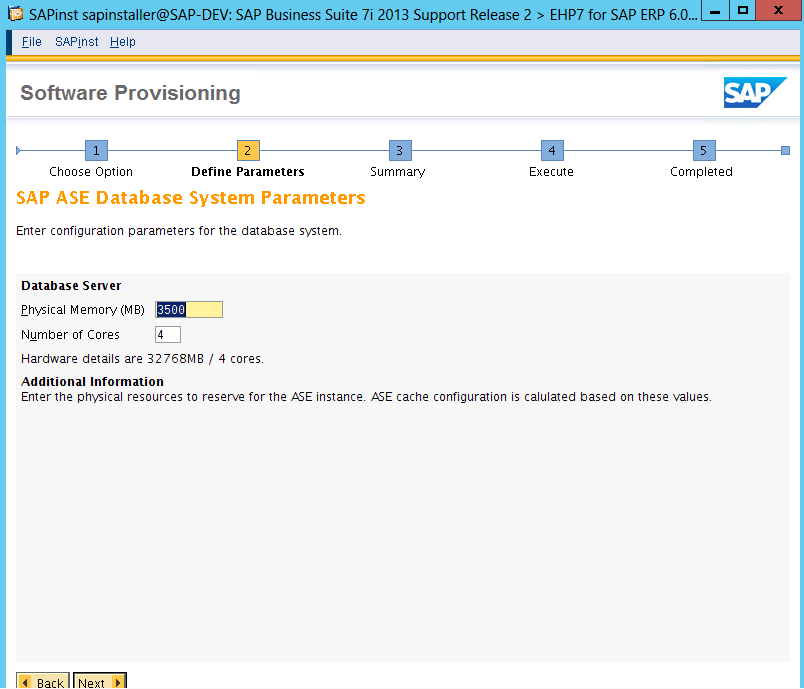 SAPinst sapinstaller@SAP-DEV: SAP Business Suite 7i 2013 Support Release 2 > EHP7 for SAP ERP 6.0...
File SAPinst Help
Software Provisioning
SAP
1 2 3 4 5
Choose Option Define Parameters Summary Execute Completed
SAP ASE Database System Parameters
Enter configuration parameters for the database system.
Database Server
Physical Memory (MB) 3500
Number of Cores 4
Hardware details are 32768MB / 4 cores.
Additional Information
Enter the physical resources to reserve for the ASE instance. ASE cache configuration is calulated based on these values.
Back Next